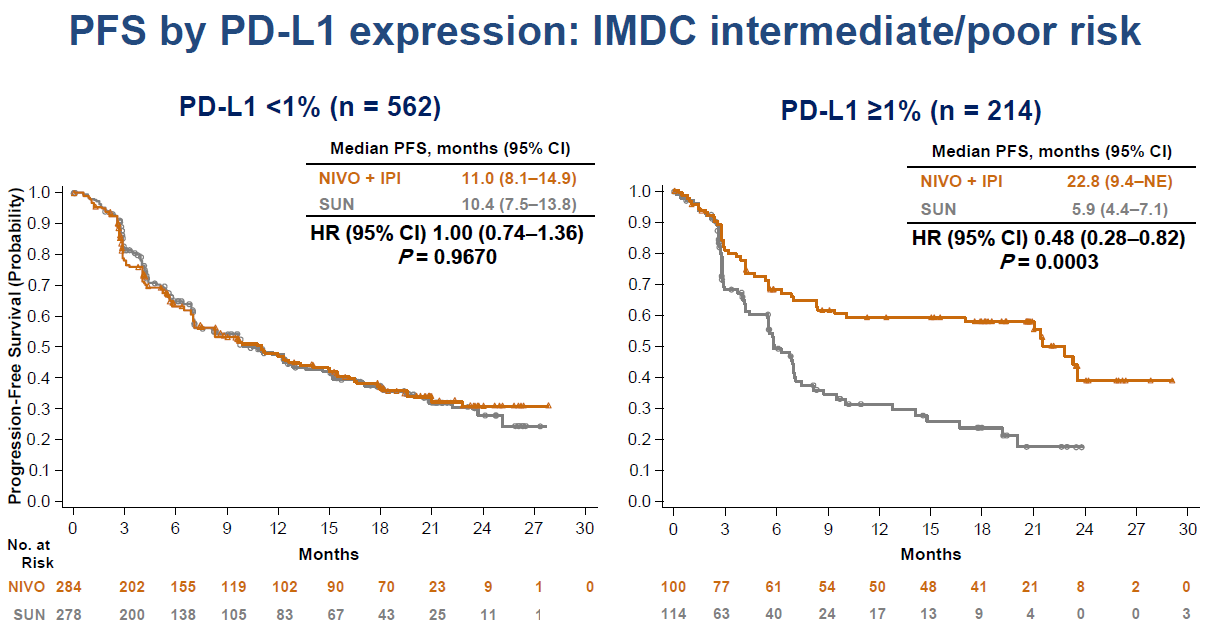 PFS by PD-L1 expression: IMDC intermediate/poor risk
PD-L1 <1% (n = 562)
Median PFS, months (95% CI)
NIVO + IPI 11.0 (8.1–14.9)
SUN 10.4 (7.5–13.8)
HR (95% CI) 1.00 (0.74–1.36)
P = 0.9670
Progression-Free Survival (Probability)
1.0
0.9
0.8
0.7
0.6
0.5
0.4
0.3
0.2
0.1
0.0
0 3 6 9 12 15 18 21 24 27 30
Months
No. at
Risk
NIVO 284 202 155 119 102 90 70 23 9 1 0
SUN 278 200 138 105 83 67 43 25 11 1
PD-L1 ≥1% (n = 214)
Median PFS, months (95% CI)
NIVO + IPI 22.8 (9.4–NE)
SUN 5.9 (4.4–7.1)
HR (95% CI) 0.48 (0.28–0.82)
P = 0.0003
1.0
0.9
0.8
0.7
0.6
0.5
0.4
0.3
0.2
0.1
0.0
0 3 6 9 12 15 18 21 24 27 30
Months
100 77 61 54 50 48 41 21 8 2 0
114 63 40 24 17 13 9 4 0 0 3